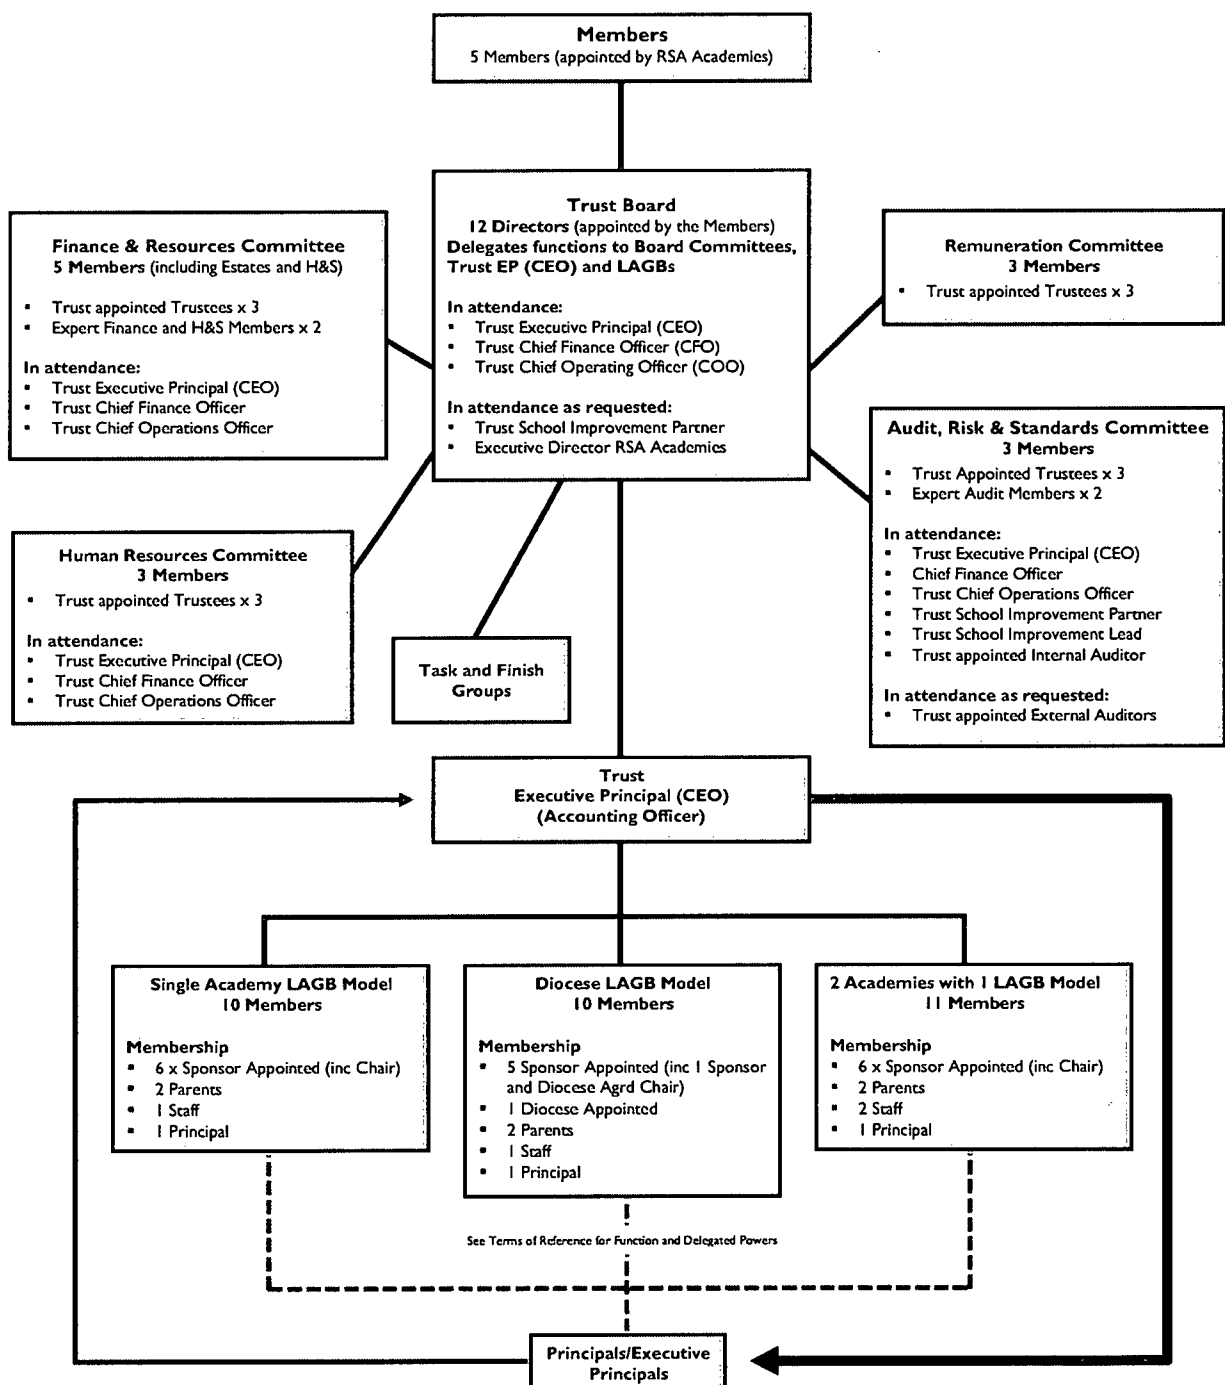 Members
5 Members (appointed by RSA Academies)
Trust Board
12 Directors (appointed by the Members)
Delegates functions to Board Committees,
Trust EP (CEO) and LAGBs
In attendance:
▪ Trust Executive Principal (CEO)
▪ Trust Chief Finance Officer (CFO)
▪ Trust Chief Operating Officer (COO)
In attendance as requested:
▪ Trust School Improvement Partner
▪ Executive Director RSA Academies
Finance & Resources Committee
5 Members (including Estates and H&S)
▪ Trust appointed Trustees x 3
▪ Expert Finance and H&S Members x 2
In attendance:
▪ Trust Executive Principal (CEO)
▪ Trust Chief Finance Officer
▪ Trust Chief Operations Officer
Remuneration Committee
3 Members
▪ Trust appointed Trustees x 3
Audit, Risk & Standards Committee
3 Members
▪ Trust Appointed Trustees x 3
▪ Expert Audit Members x 2
In attendance:
▪ Trust Executive Principal (CEO)
▪ Chief Finance Officer
▪ Trust Chief Operations Officer
▪ Trust School Improvement Partner
▪ Trust School Improvement Lead
▪ Trust appointed Internal Auditor
In attendance as requested:
▪ Trust appointed External Auditors
Human Resources Committee
3 Members
▪ Trust appointed Trustees x 3
In attendance:
▪ Trust Executive Principal (CEO)
▪ Trust Chief Finance Officer
▪ Trust Chief Operations Officer
Task and Finish
Groups
Trust
Executive Principal (CEO)
(Accounting Officer)
Single Academy LAGB Model
10 Members
Membership
▪ 6 x Sponsor Appointed (inc Chair)
▪ 2 Parents
▪ 1 Staff
▪ 1 Principal
Diocese LAGB Model
10 Members
Membership
▪ 5 Sponsor Appointed (inc 1 Sponsor
and Diocese Agrd Chair)
▪ 1 Diocese Appointed
▪ 2 Parents
▪ 1 Staff
▪ 1 Principal
2 Academies with 1 LAGB Model
11 Members
Membership
▪ 6 x Sponsor Appointed (inc Chair)
▪ 2 Parents
▪ 2 Staff
▪ 1 Principal
See Terms of Reference for Function and Delegated Powers
Principals/Executive
Principals